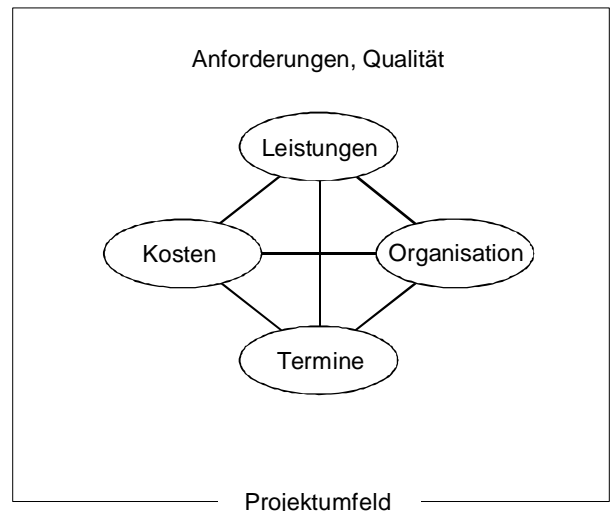 Anforderungen, Qualität
Leistungen
Kosten
Organisation
Termine
Projektumfeld